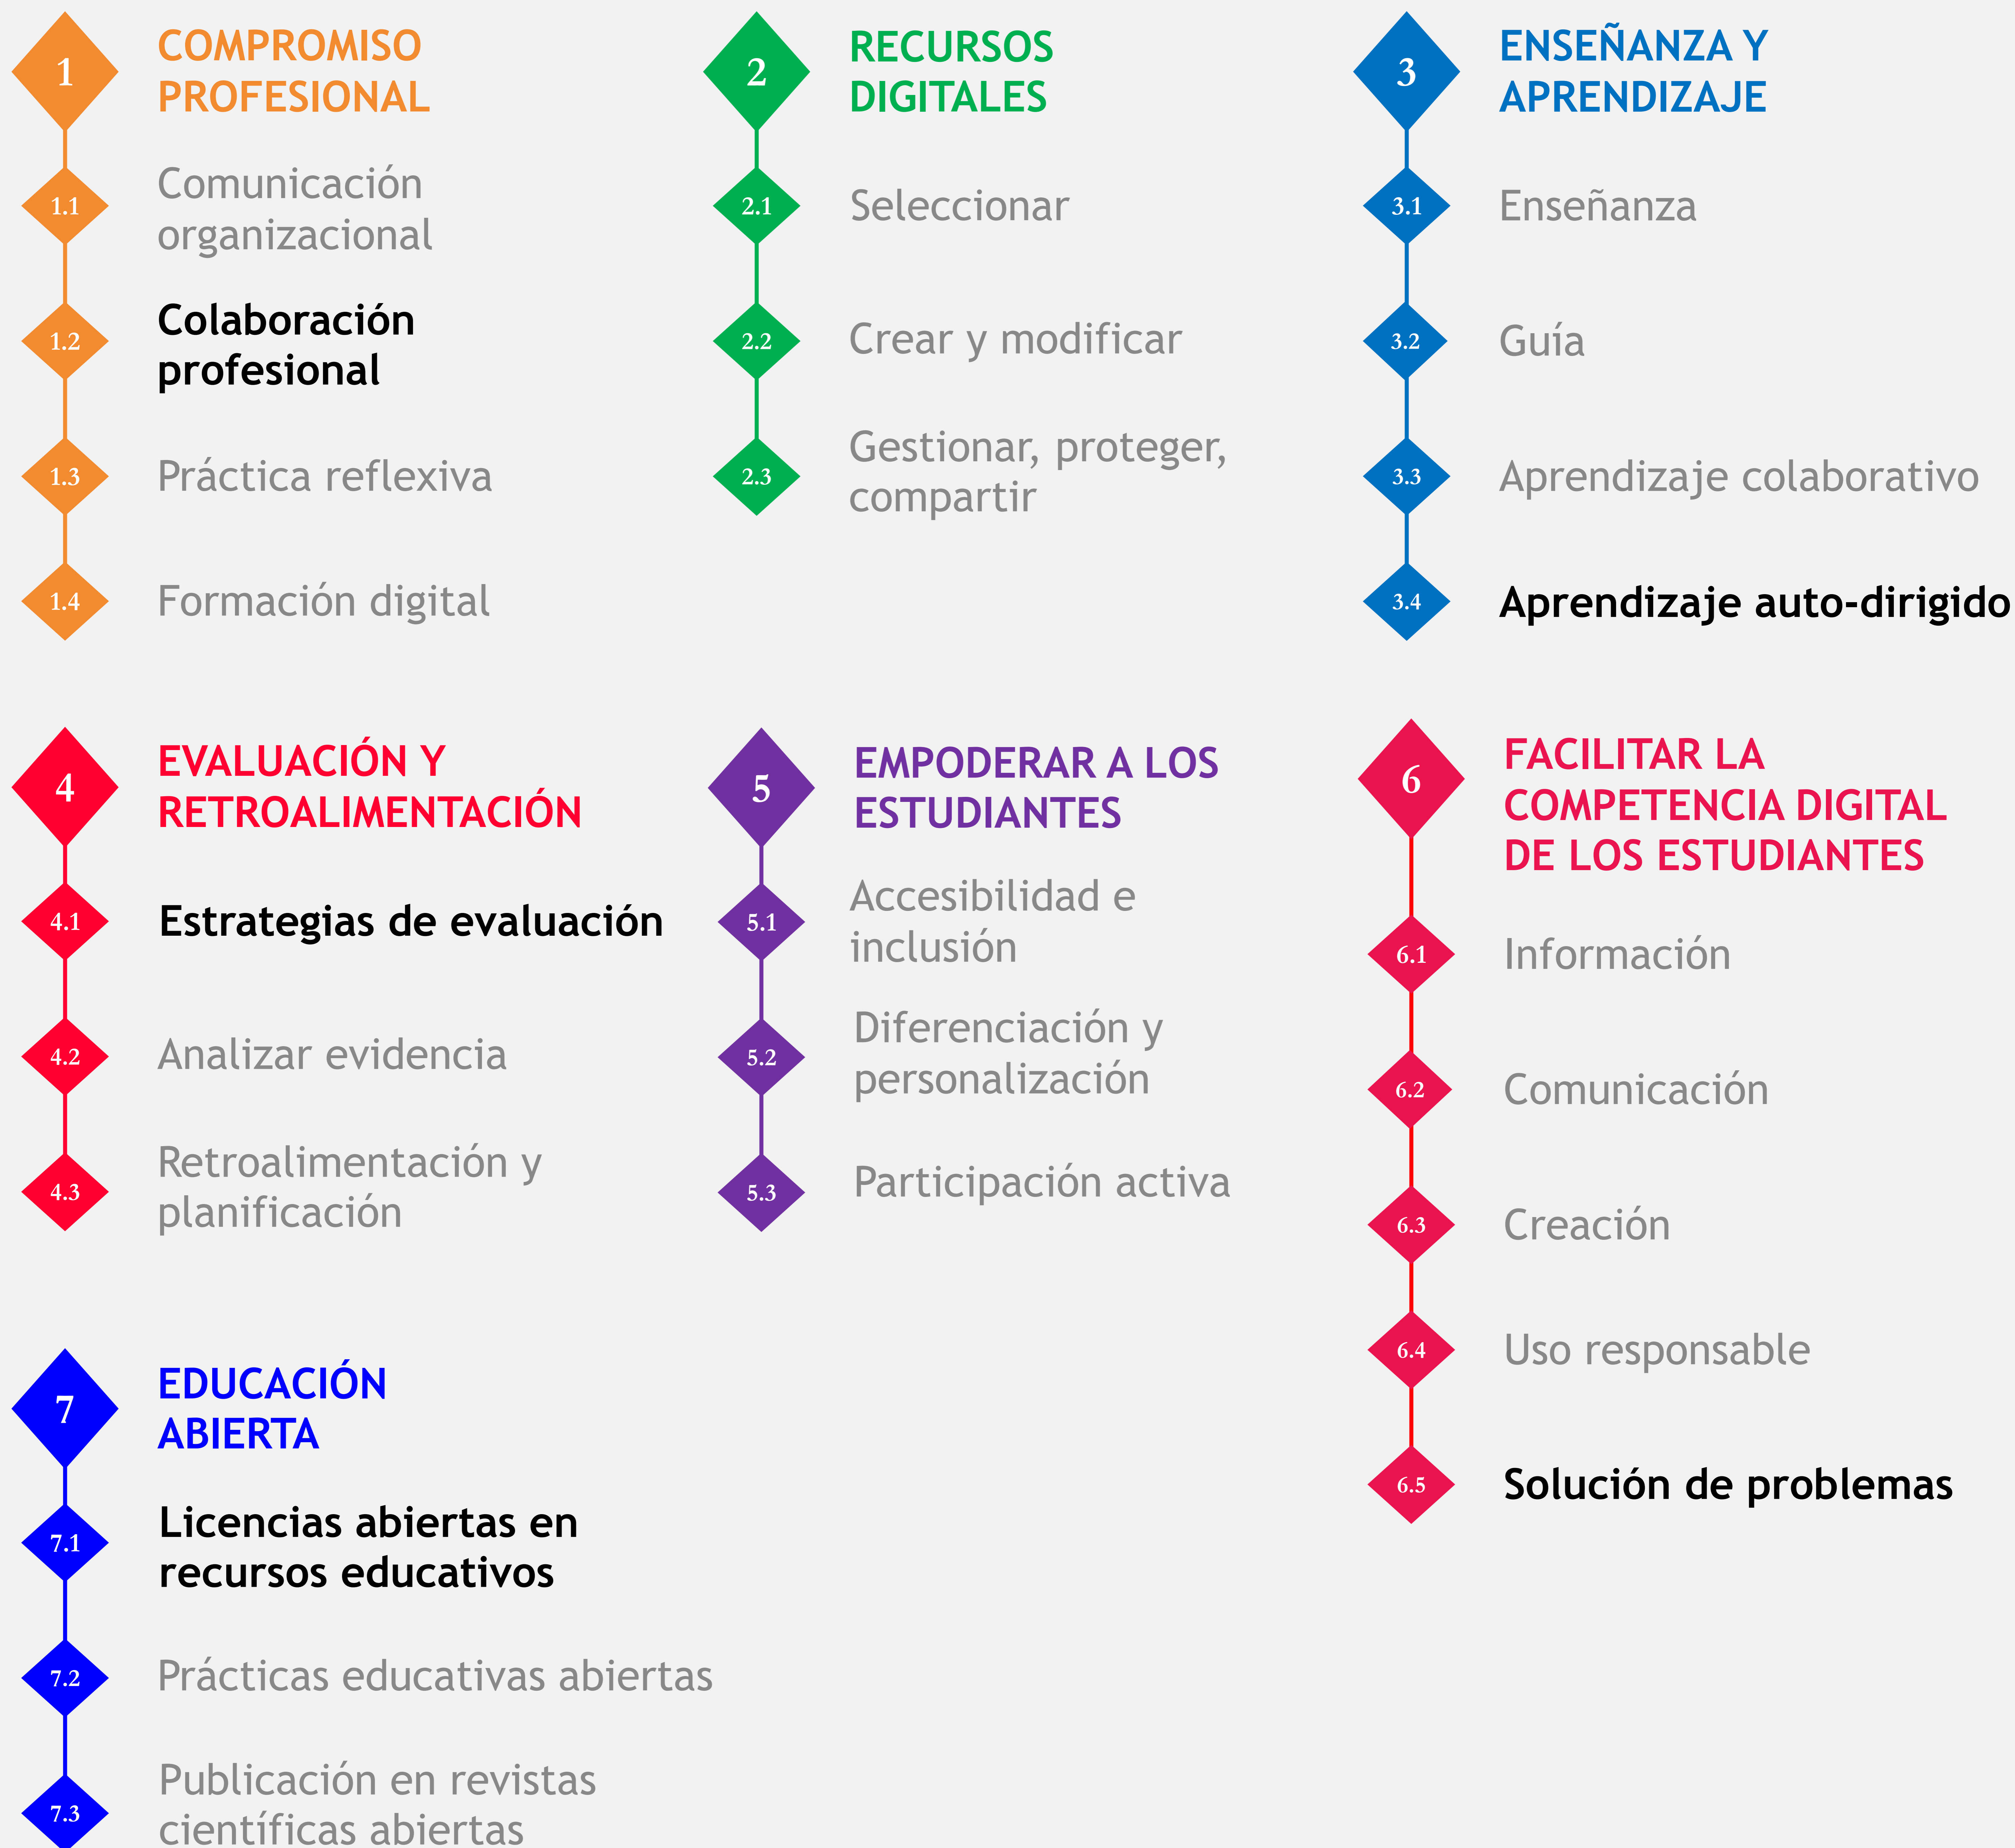 1
COMPROMISO
PROFESIONAL
1.1
Comunicación
organizacional
1.2
Colaboración
profesional
1.3
Práctica reflexiva
1.4
Formación digital
2
RECURSOS
DIGITALES
2.1
Seleccionar
2.2
Crear y modificar
2.3
Gestionar, proteger,
compartir
3
ENSEÑANZA Y
APRENDIZAJE
3.1
Enseñanza
3.2
Guía
3.3
Aprendizaje colaborativo
3.4
Aprendizaje auto-dirigido
4
EVALUACIÓN Y
RETROALIMENTACIÓN
4.1
Estrategias de evaluación
4.2
Analizar evidencia
4.3
Retroalimentación y
planificación
5
EMPODERAR A LOS
ESTUDIANTES
5.1
Accesibilidad e
inclusión
5.2
Diferenciación y
personalización
5.3
Participación activa
6
FACILITAR LA
COMPETENCIA DIGITAL
DE LOS ESTUDIANTES
6.1
Información
6.2
Comunicación
6.3
Creación
6.4
Uso responsable
6.5
Solución de problemas
7
EDUCACIÓN
ABIERTA
7.1
Licencias abiertas en
recursos educativos
7.2
Prácticas educativas abiertas
7.3
Publicación en revistas
científicas abiertas